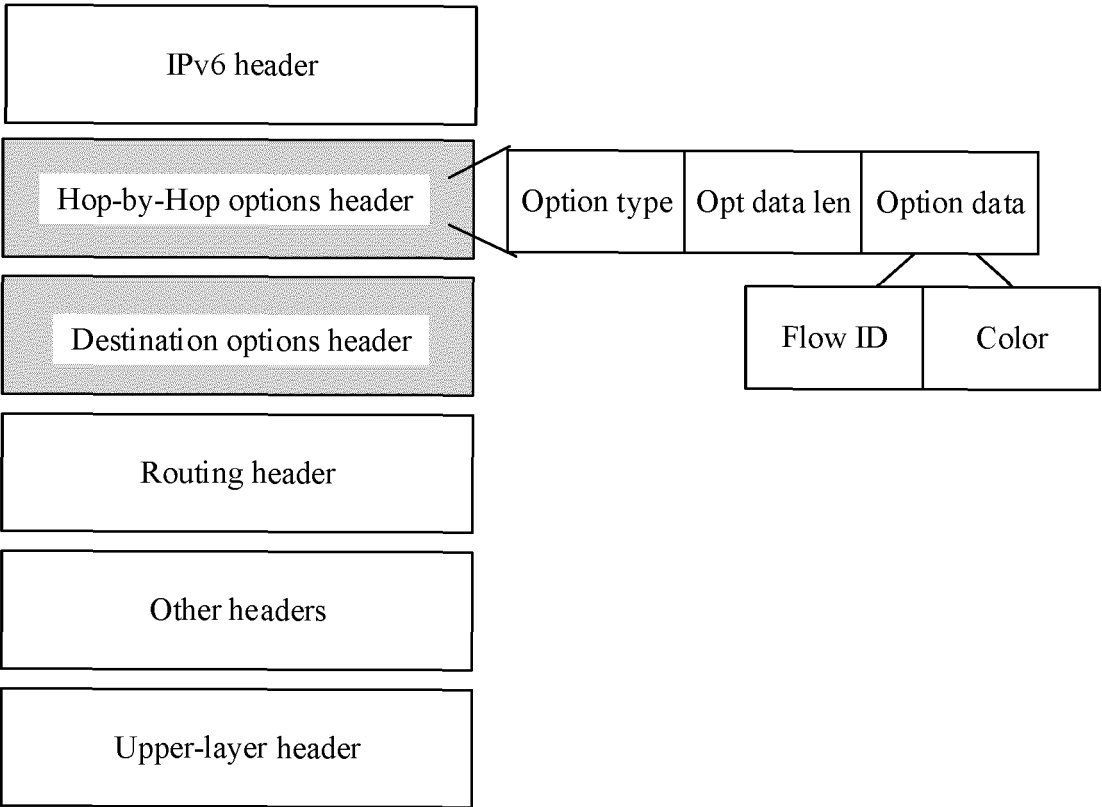 IPv6 header
Hop-by-Hop options header
Option type
Opt data len
Option data
Destination options header
Flow ID
Color
Routing header
Other headers
Upper-layer header